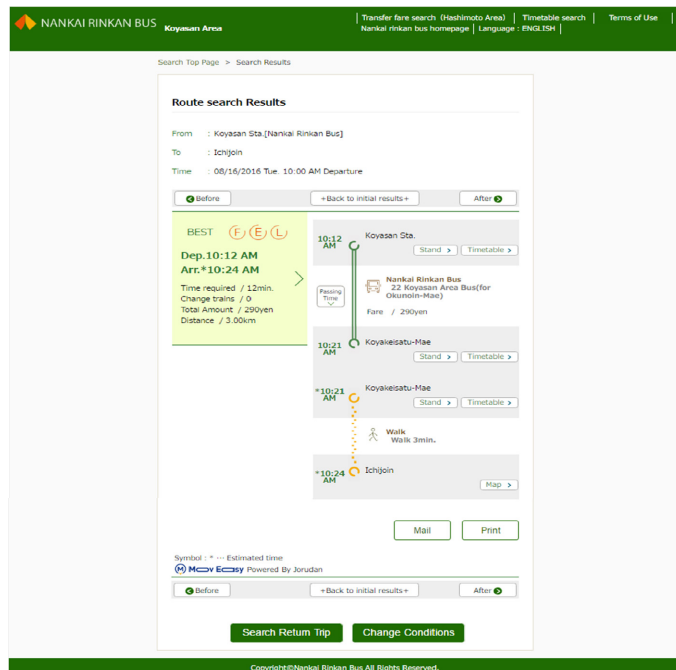 NANKAI RINKAN BUS Koyasan Area
Transfer fare search (Hashimoto Area) | Timetable search | Terms of Use |
Nankai rinkan bus homepage | Language : ENGLISH |
Search Top Page > Search Results
Route search Results
From : Koyasan Sta.[Nankai Rinkan Bus]
To : Ichijoin
Time : 08/16/2016 Tue. 10:00 AM Departure
Before
+Back to initial results+
After
BEST F E L
Dep.10:12 AM
Arr.*10:24 AM
Time required / 12min.
Change trains / 0
Total Amount / 290yen
Distance / 3.00km
10:12 AM
Koyasan Sta.
Stand > Timetable >
Passing Time
Nankai Rinkan Bus
22 Koyasan Area Bus(for
Okunoin-Mae)
Fare / 290yen
10:21 AM
Koyakeisatu-Mae
Stand > Timetable >
*10:21 AM
Koyakeisatu-Mae
Stand > Timetable >
Walk
Walk 3min.
*10:24 AM
Ichijoin
Map >
Mail
Print
Symbol : * ··· Estimated time
M Mov Easy Powered By Jorudan
Before
+Back to initial results+
After
Search Return Trip
Change Conditions
Copyright©Nankai Rinkan Bus All Rights Reserved.